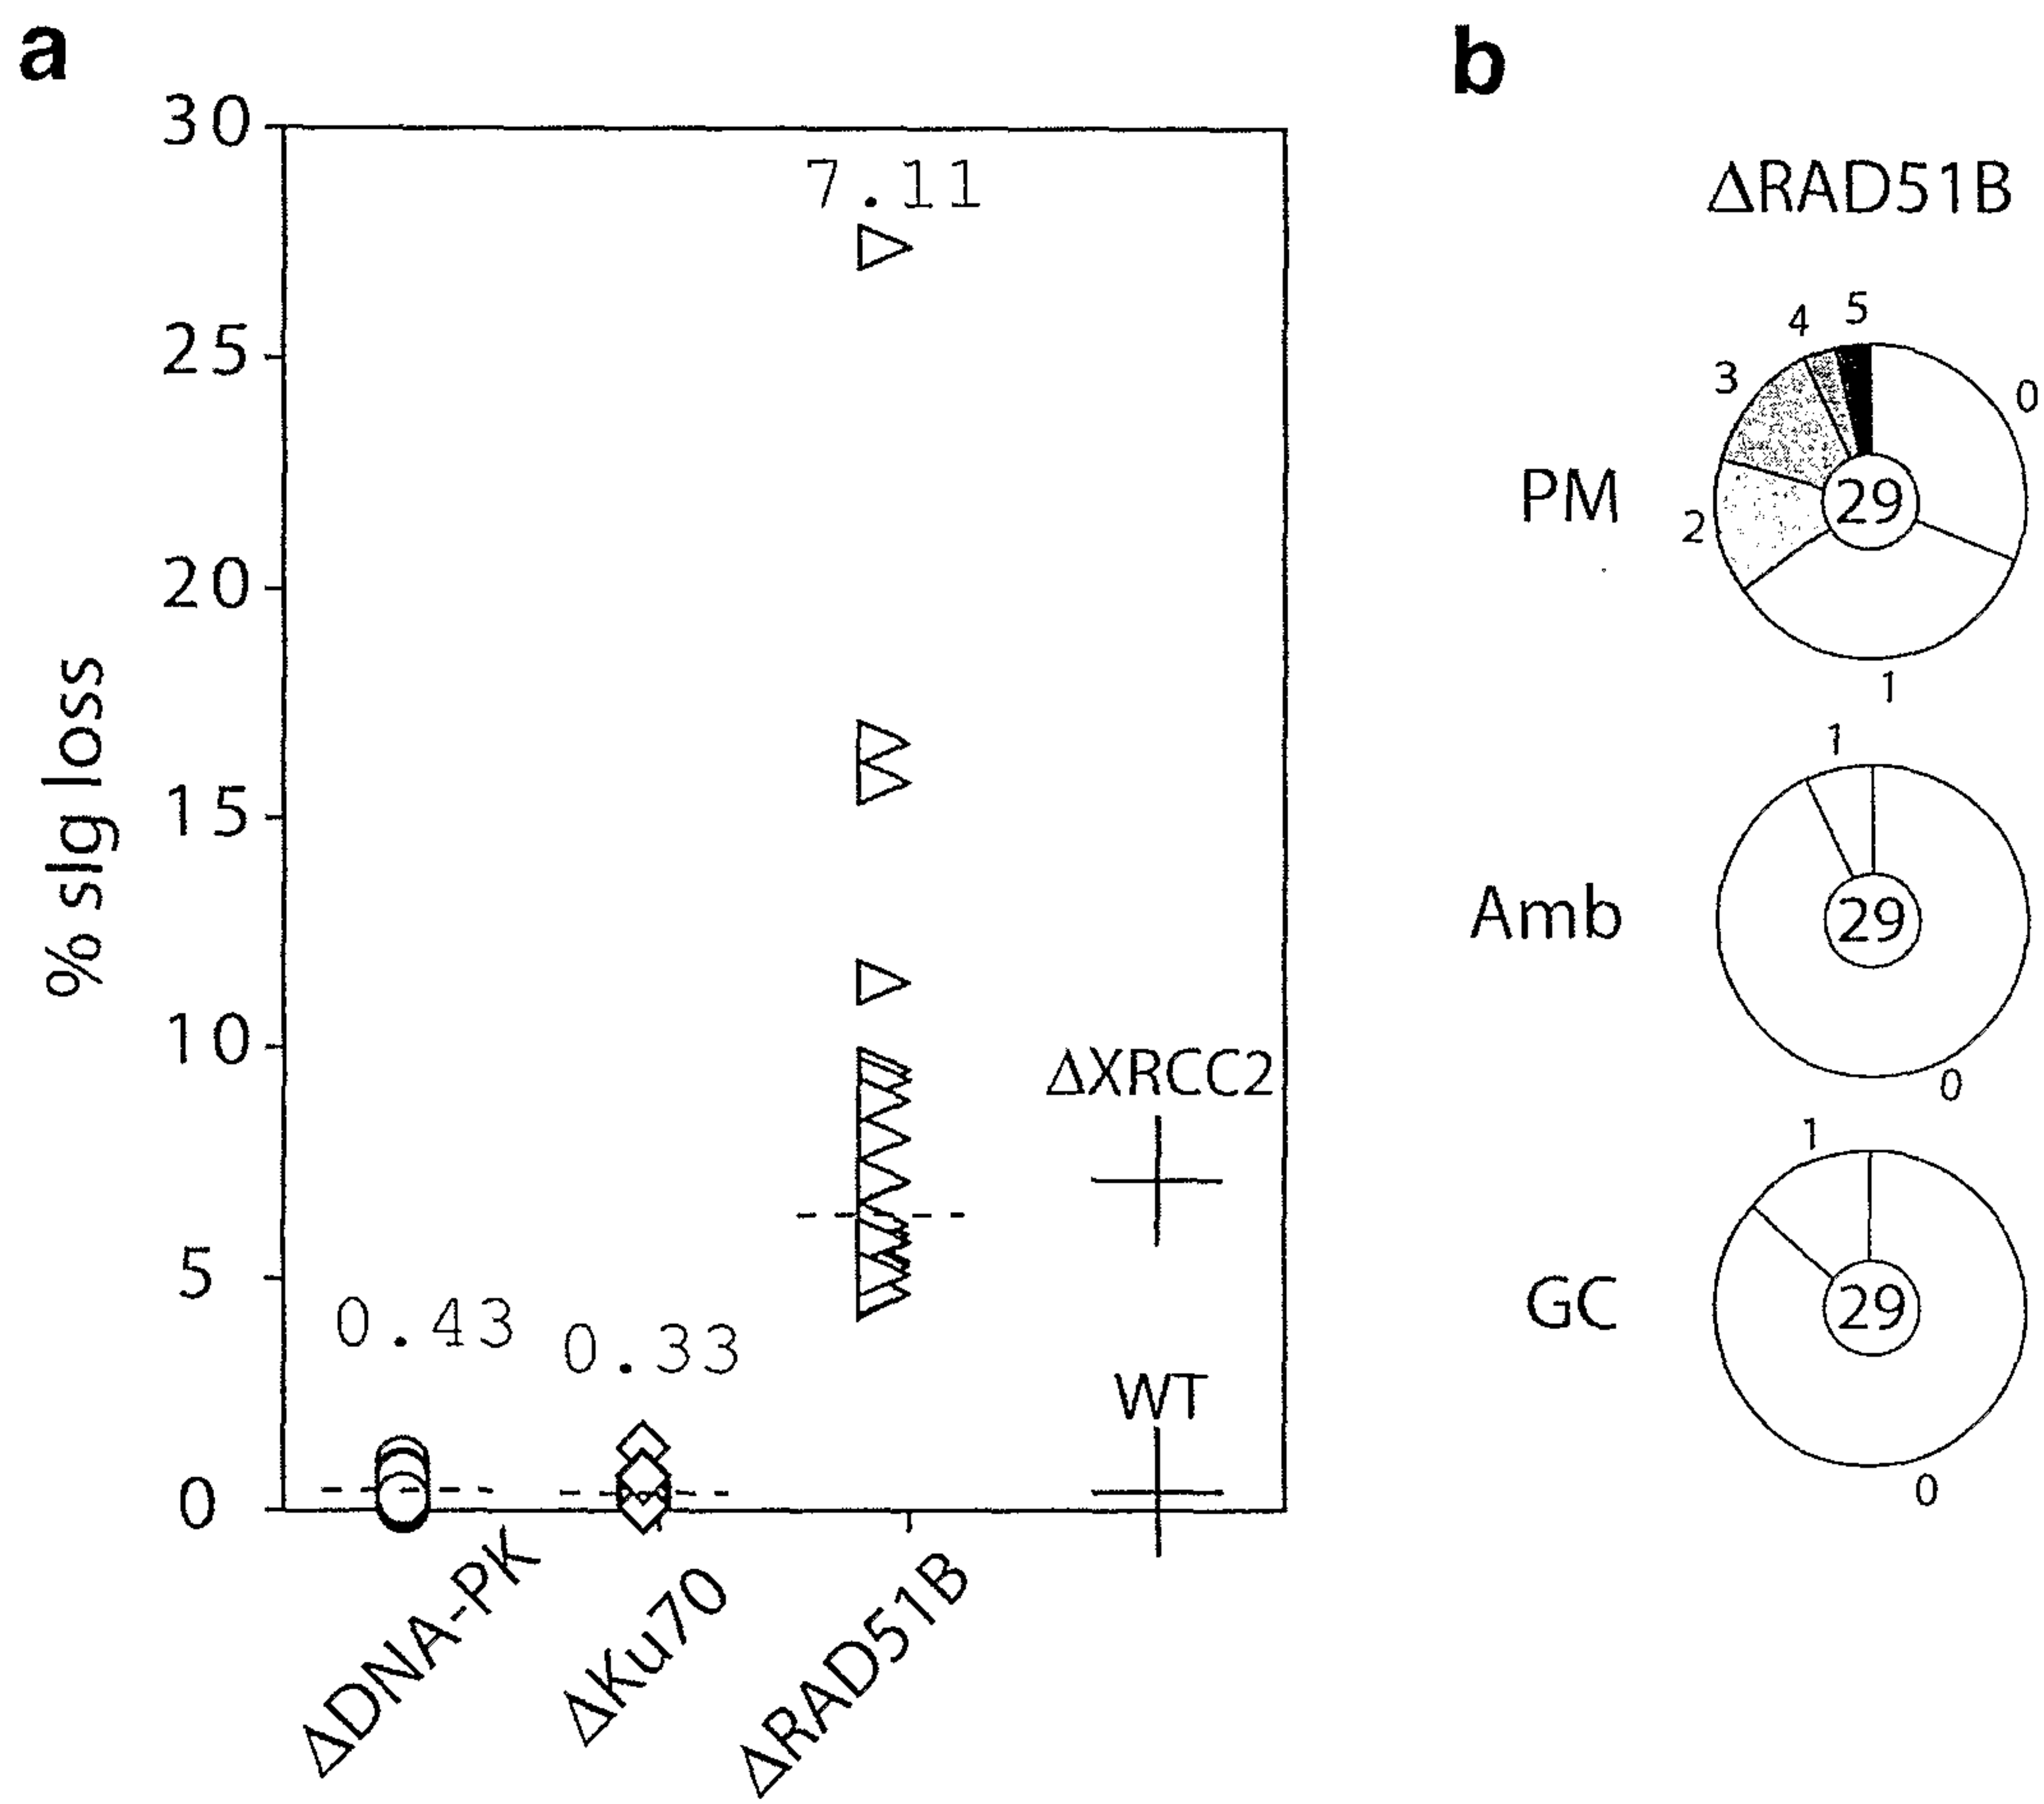 a
% sIg loss
30
25
20
15
10
5
0
7.11
0.43
0.33
ΔXRCC2
WT
ΔDNA-PK
ΔKu70
ΔRAD51B
b
ΔRAD51B
PM
5
4
3
2
1
0
29
Amb
1
0
29
GC
1
0
29